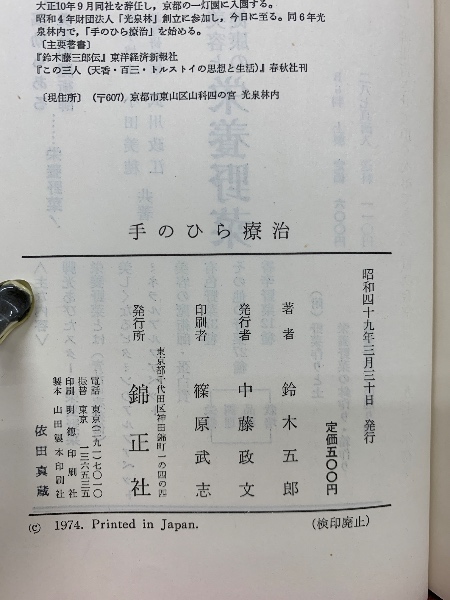 大正10年9月同社を辞任し、京都の一灯園に入園する。
昭和4年財団法人「光泉林」創立に参加し、今日に至る。同6年光
泉林内で、「手のひら療治」を始める。
〔主要著書〕
『鈴木藤三郎伝』東洋経済新報社
『この三人（天香・百三・トルストイの思想と生活）』春秋社刊
〔現住所〕（〒607）京都市東山区山科四の宮 光泉林内
手のひら療治
昭和四十九年三月三十日 発行
定価五〇〇円
著者 鈴木五郎
発行者 中藤政文
印刷者 篠原武志
発行所 錦正社
東京都千代田区神田錦町一の四の四
電話 東京(二九一)七〇一〇
振替 東京 一三六五三五
印刷 明徳印刷社
製本 山田製本印刷社
依田真蔵
(検印廃止)
© 1974. Printed in Japan.